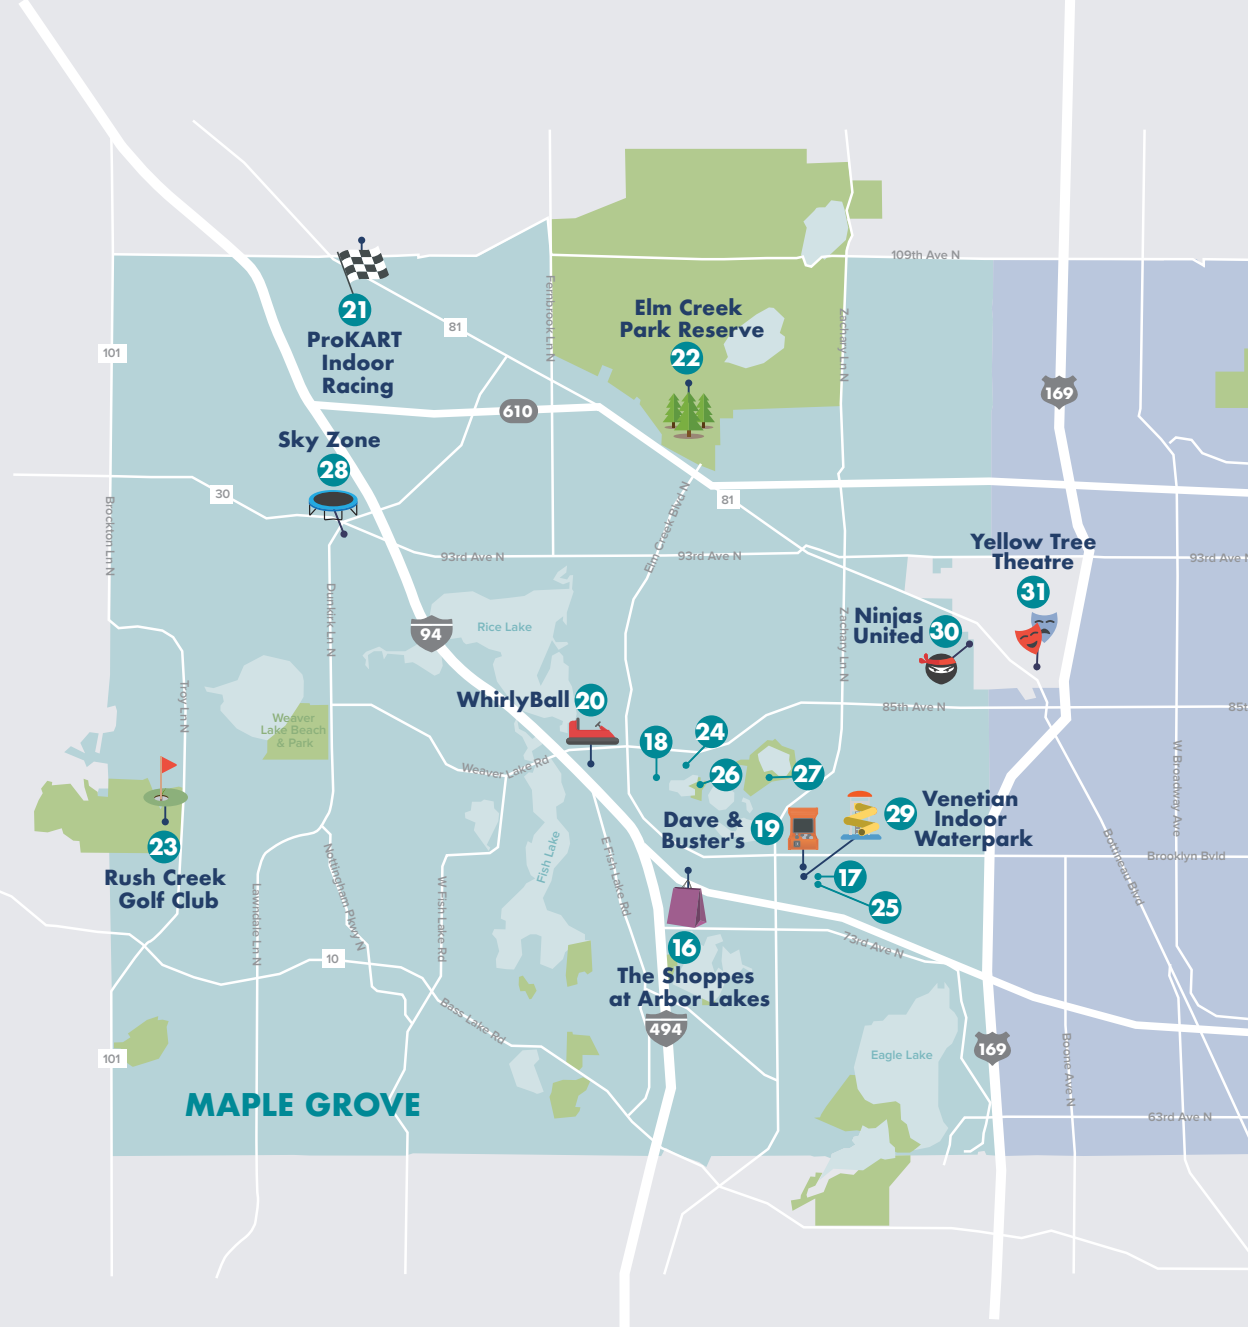 109th Ave N
21
ProKART
Indoor
Racing
81
Fernbrook Ln N
Elm Creek
Park Reserve
22
Zachary Ln N
101
169
610
Sky Zone
28
30
81
Brockton Ln N
93rd Ave N
Elm Creek Blvd N
93rd Ave N
93rd Ave N
Yellow Tree
Theatre
31
Dunkirk Ln N
Rice Lake
94
Ninjas
United
30
Zachary Ln N
WhirlyBall
20
Troy Ln N
Weaver
Lake Beach
& Park
85th Ave N
85t
18
24
Weaver Lake Rd
26
27
W Broadway Ave
23
Rush Creek
Golf Club
Dave &
Buster's
19
29
Venetian
Indoor
Waterpark
Brooklyn Bvld
Bottineau Blvd
Fish Lake
E Fish Lake Rd
17
25
Lawndale Ln N
Nottingham Pkwy N
W Fish Lake Rd
16
The Shoppes
at Arbor Lakes
73rd Ave N
10
Bass Lake Rd
494
Eagle Lake
169
Boone Ave N
101
MAPLE GROVE
63rd Ave N